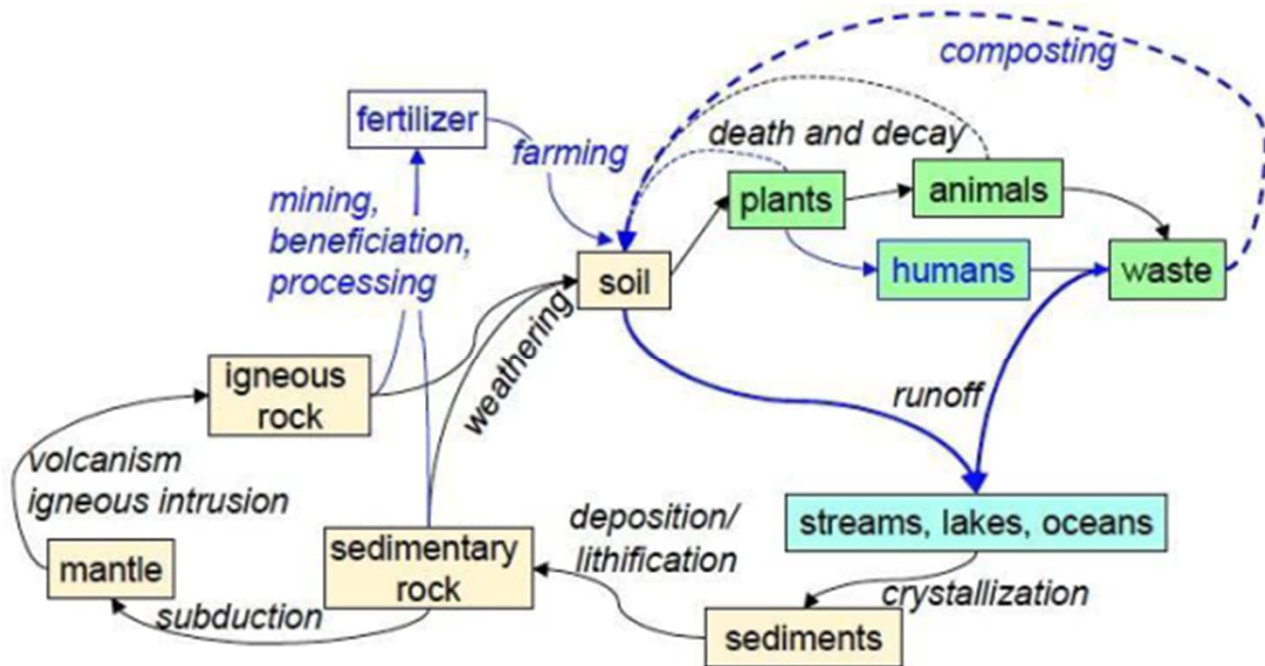 composting
fertilizer
farming
death and decay
mining,
beneficiation,
processing
plants
animals
soil
humans
waste
weathering
igneous
rock
runoff
volcanism
igneous intrusion
streams, lakes, oceans
deposition/
lithification
sedimentary
rock
mantle
crystallization
subduction
sediments